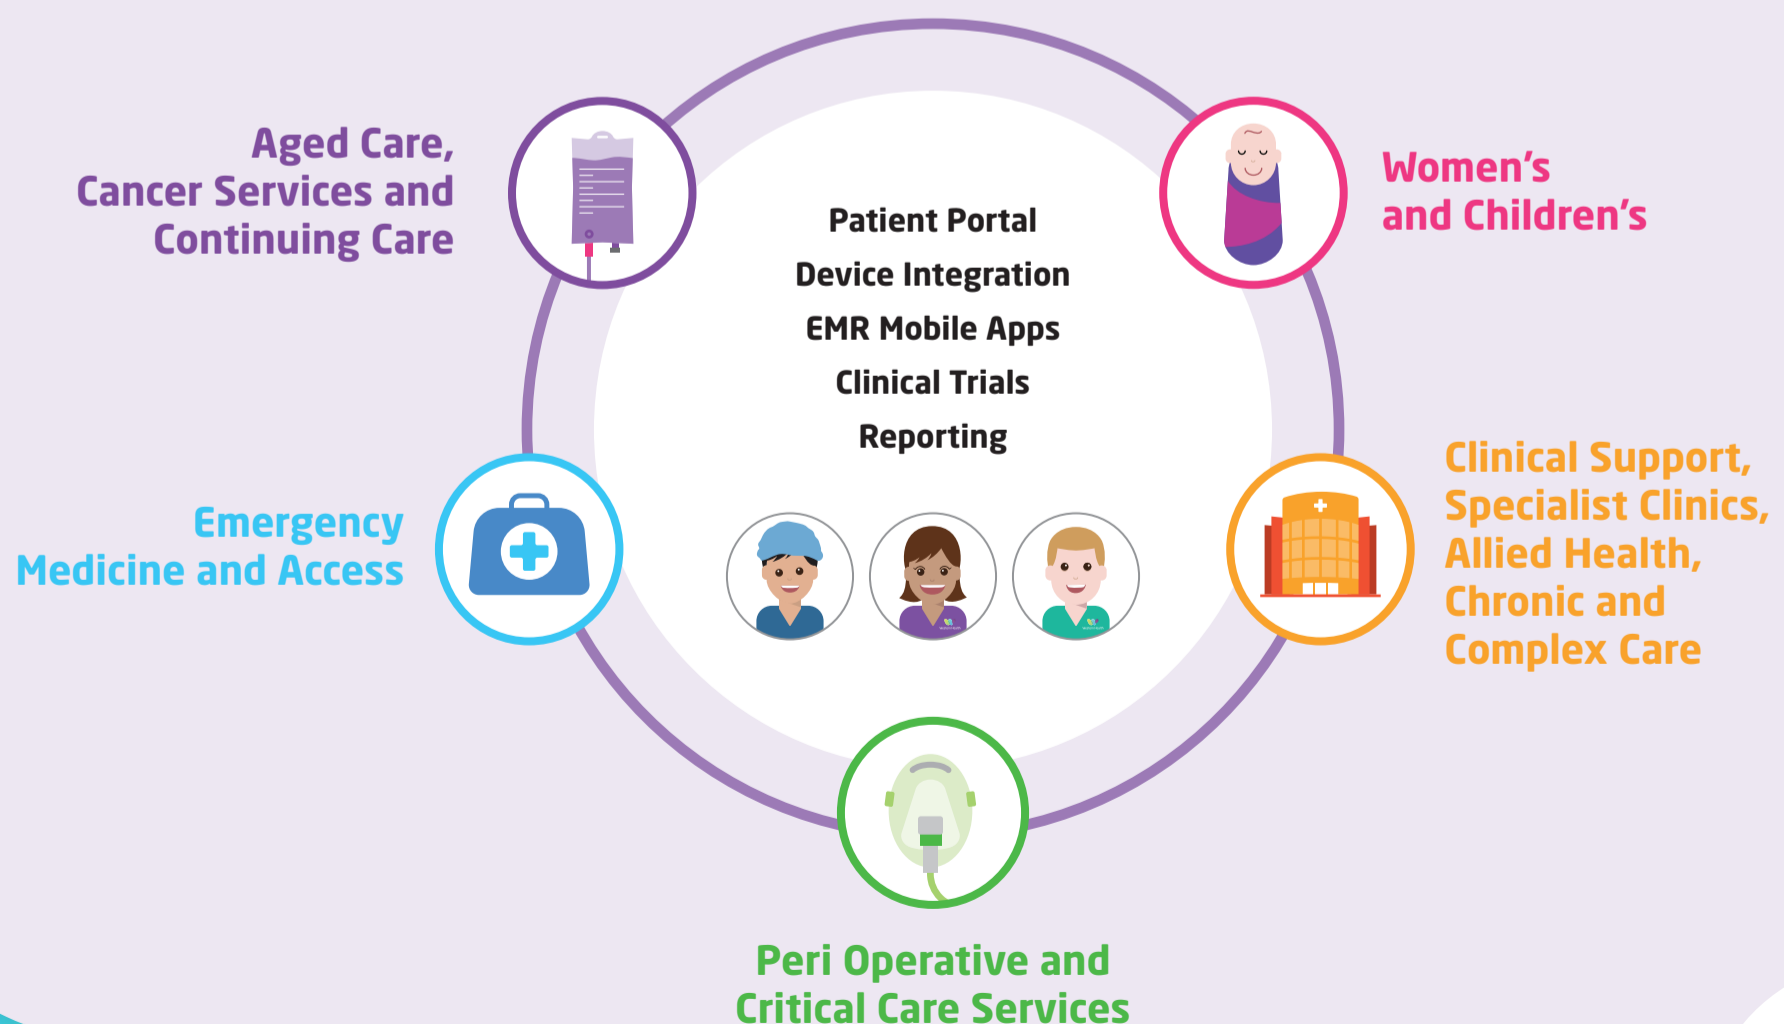 Aged Care,
Cancer Services and
Continuing Care
Women's
and Children's
Patient Portal
Device Integration
EMR Mobile Apps
Clinical Trials
Reporting
Emergency
Medicine and Access
Clinical Support,
Specialist Clinics,
Allied Health,
Chronic and
Complex Care
Peri Operative and
Critical Care Services